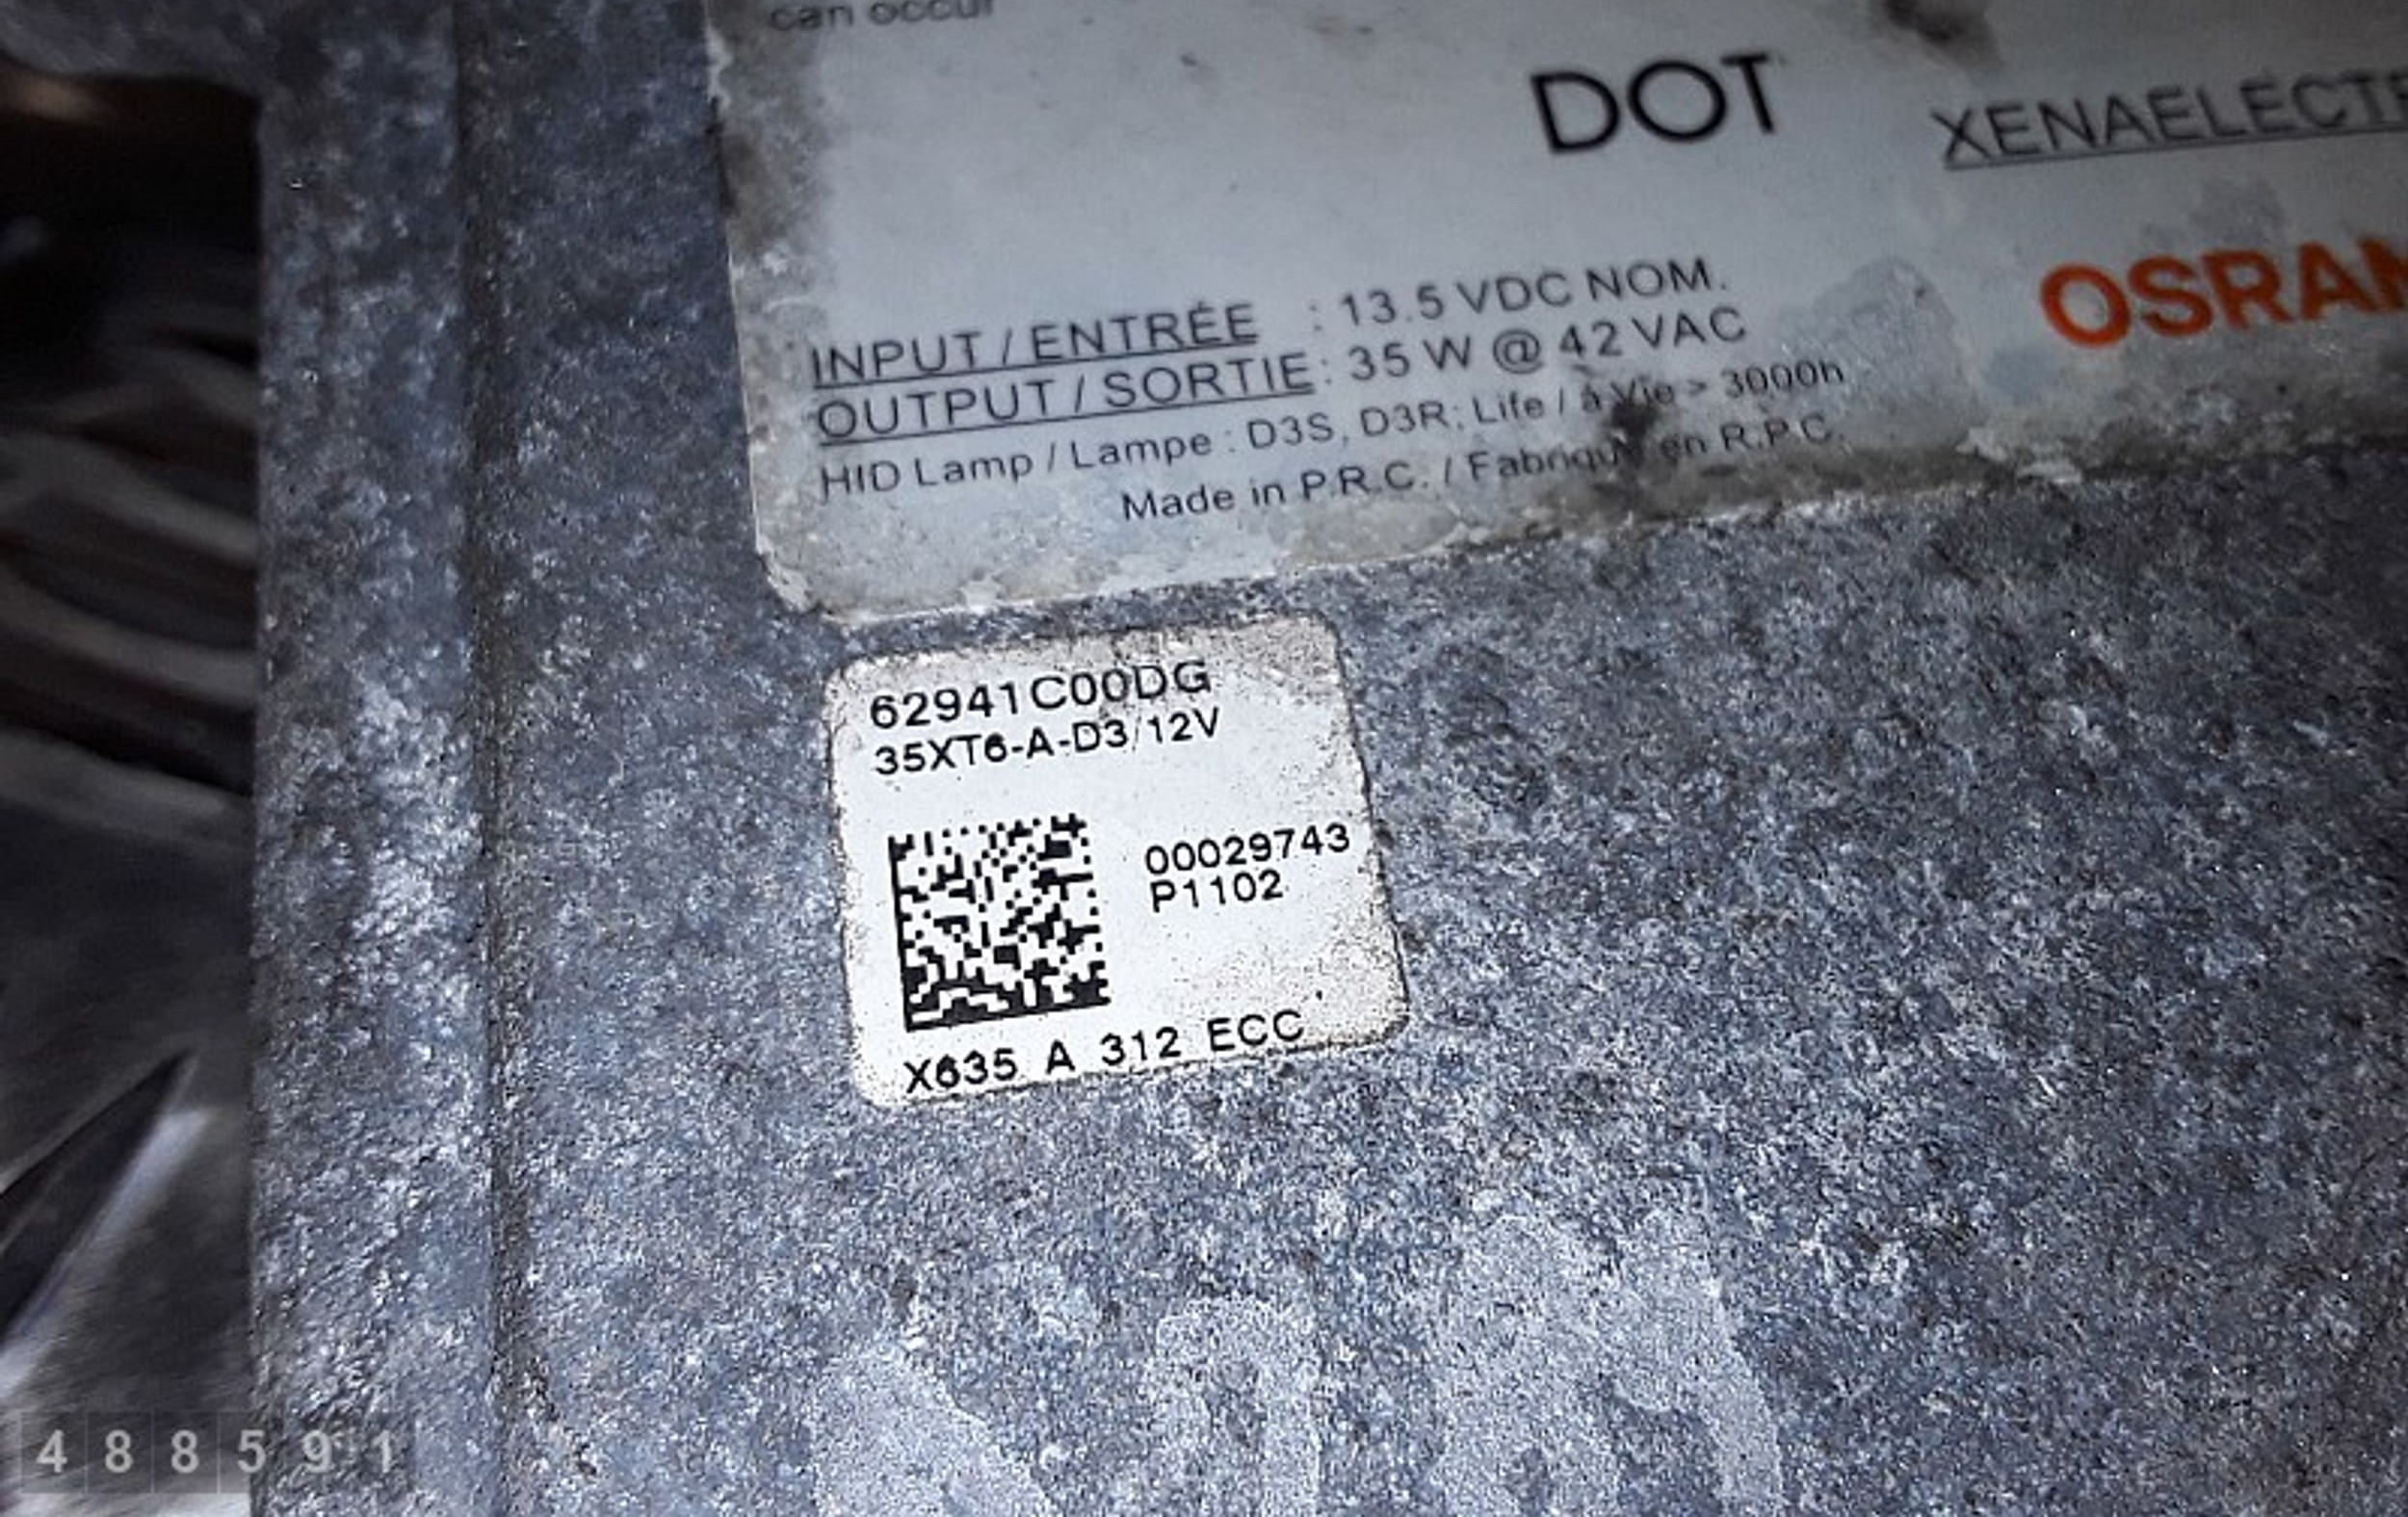 can occur
DOT
XENAELECT
OSRAM
INPUT / ENTRÉE : 13.5 VDC NOM.
OUTPUT / SORTIE : 35 W @ 42 VAC
HID Lamp / Lampe : D3S, D3R; Life / à Vie > 3000h
Made in P.R.C. / Fabriqué en R.P.C.
62941C00DG
35XT6-A-D3/12V
00029743
P1102
X635 A 312 ECC
488591